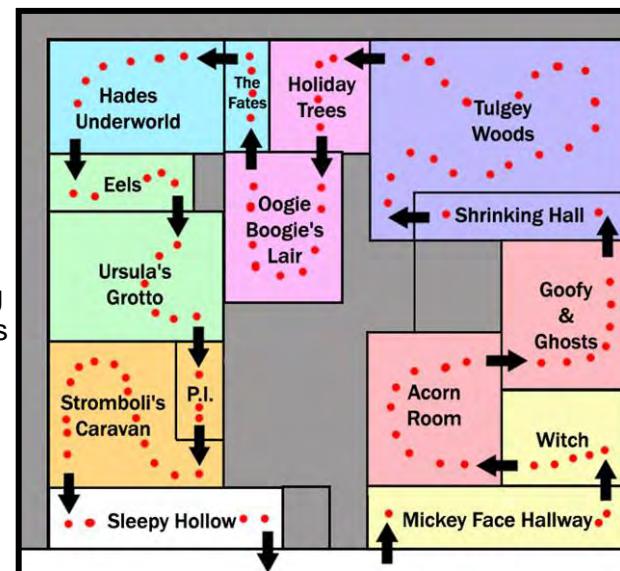 g
s
Hades
Underworld
The
Fates
Holiday
Trees
Tulgey
Woods
Eels
Oogie
Boogie's
Lair
Shrinking Hall
Ursula's
Grotto
Goofy
&
Ghosts
Stromboli's
Caravan
P.I.
Acorn
Room
Witch
Sleepy Hollow
Mickey Face Hallway